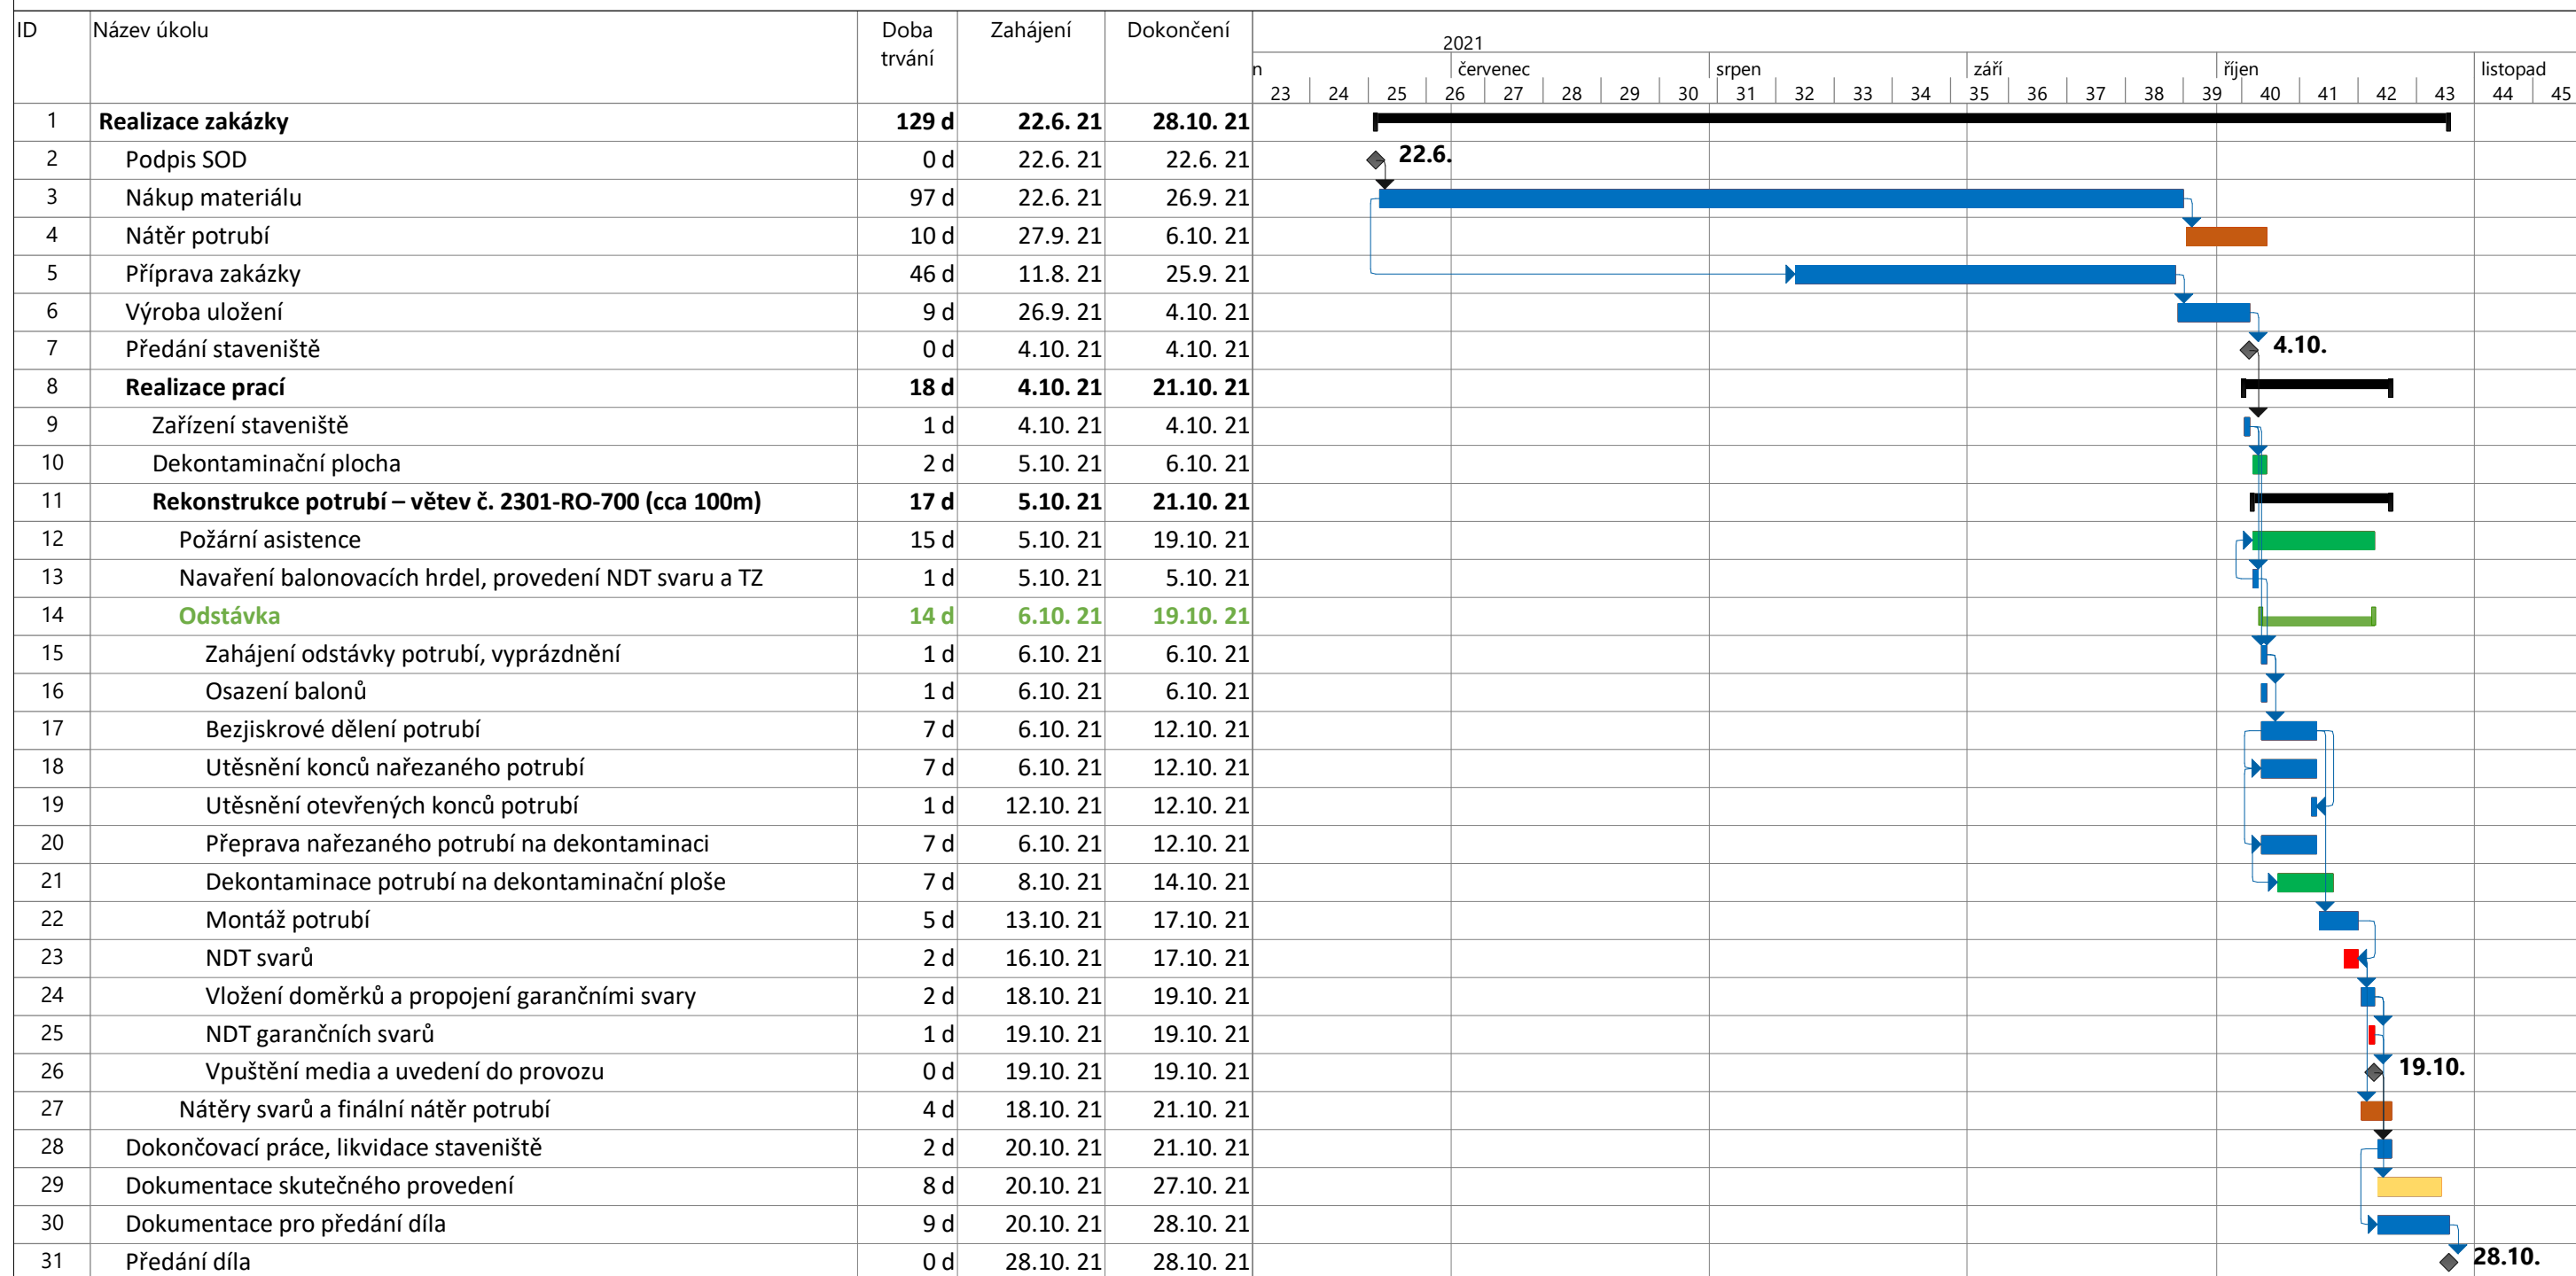 ID Název úkolu Doba trvání Zahájení Dokončení
2021
n červenec srpen září říjen listopad
23 24 25 26 27 28 29 30 31 32 33 34 35 36 37 38 39 40 41 42 43 44 45
1 Realizace zakázky 129 d 22.6. 21 28.10. 21
2 Podpis SOD 0 d 22.6. 21 22.6. 21 22.6.
3 Nákup materiálu 97 d 22.6. 21 26.9. 21
4 Nátěr potrubí 10 d 27.9. 21 6.10. 21
5 Příprava zakázky 46 d 11.8. 21 25.9. 21
6 Výroba uložení 9 d 26.9. 21 4.10. 21
7 Předání staveniště 0 d 4.10. 21 4.10. 21 4.10.
8 Realizace prací 18 d 4.10. 21 21.10. 21
9 Zařízení staveniště 1 d 4.10. 21 4.10. 21
10 Dekontaminační plocha 2 d 5.10. 21 6.10. 21
11 Rekonstrukce potrubí – větev č. 2301-RO-700 (cca 100m) 17 d 5.10. 21 21.10. 21
12 Požární asistence 15 d 5.10. 21 19.10. 21
13 Navaření balonovacích hrdel, provedení NDT svaru a TZ 1 d 5.10. 21 5.10. 21
14 Odstávka 14 d 6.10. 21 19.10. 21
15 Zahájení odstávky potrubí, vyprázdnění 1 d 6.10. 21 6.10. 21
16 Osazení balonů 1 d 6.10. 21 6.10. 21
17 Bezjiskrové dělení potrubí 7 d 6.10. 21 12.10. 21
18 Utěsnění konců nařezaného potrubí 7 d 6.10. 21 12.10. 21
19 Utěsnění otevřených konců potrubí 1 d 12.10. 21 12.10. 21
20 Přeprava nařezaného potrubí na dekontaminaci 7 d 6.10. 21 12.10. 21
21 Dekontaminace potrubí na dekontaminační ploše 7 d 8.10. 21 14.10. 21
22 Montáž potrubí 5 d 13.10. 21 17.10. 21
23 NDT svarů 2 d 16.10. 21 17.10. 21
24 Vložení doměrků a propojení garančními svary 2 d 18.10. 21 19.10. 21
25 NDT garančních svarů 1 d 19.10. 21 19.10. 21
26 Vpuštění media a uvedení do provozu 0 d 19.10. 21 19.10. 21 19.10.
27 Nátěry svarů a finální nátěr potrubí 4 d 18.10. 21 21.10. 21
28 Dokončovací práce, likvidace staveniště 2 d 20.10. 21 21.10. 21
29 Dokumentace skutečného provedení 8 d 20.10. 21 27.10. 21
30 Dokumentace pro předání díla 9 d 20.10. 21 28.10. 21
31 Předání díla 0 d 28.10. 21 28.10. 21 28.10.